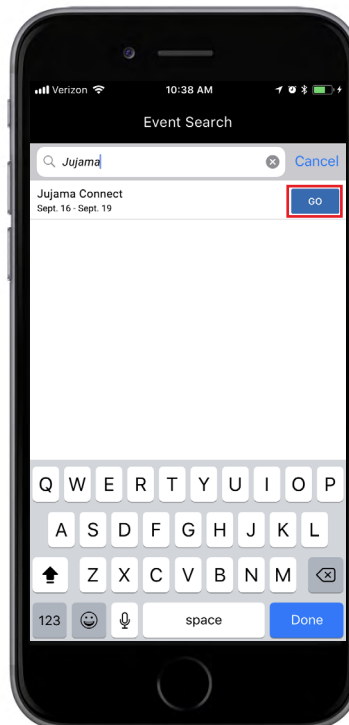 Verizon 10:38 AM
Event Search
Jujama Cancel
Jujama Connect GO
Sept. 16 - Sept. 19
Q W E R T Y U I O P
A S D F G H J K L
Z X C V B N M
123 space Done